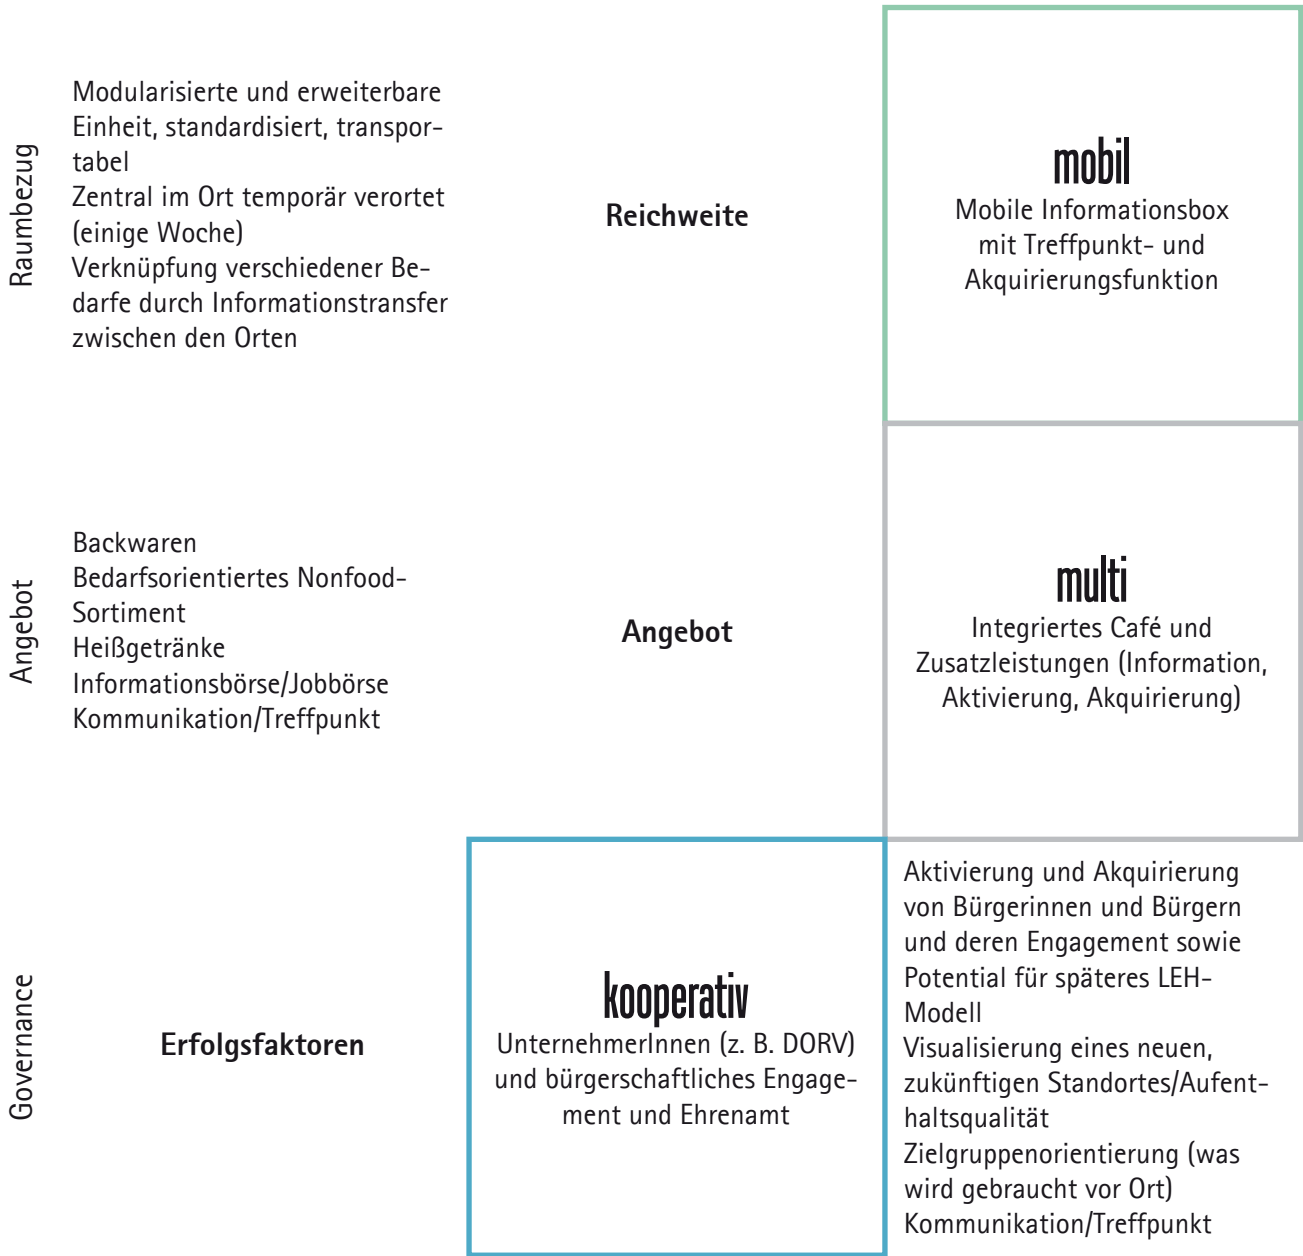 Raumbezug
Modularisierte und erweiterbare
Einheit, standardisiert, transpor-
tabel
Zentral im Ort temporär verortet
(einige Woche)
Verknüpfung verschiedener Be-
darfe durch Informationstransfer
zwischen den Orten
Reichweite
mobil
Mobile Informationsbox
mit Treffpunkt- und
Akquirierungsfunktion
Angebot
Backwaren
Bedarfsorientiertes Nonfood-
Sortiment
Heißgetränke
Informationsbörse/Jobbörse
Kommunikation/Treffpunkt
Angebot
multi
Integriertes Café und
Zusatzleistungen (Information,
Aktivierung, Akquirierung)
Governance
Erfolgsfaktoren
kooperativ
UnternehmerInnen (z. B. DORV)
und bürgerschaftliches Engage-
ment und Ehrenamt
Aktivierung und Akquirierung
von Bürgerinnen und Bürgern
und deren Engagement sowie
Potential für späteres LEH-
Modell
Visualisierung eines neuen,
zukünftigen Standortes/Aufent-
haltsqualität
Zielgruppenorientierung (was
wird gebraucht vor Ort)
Kommunikation/Treffpunkt